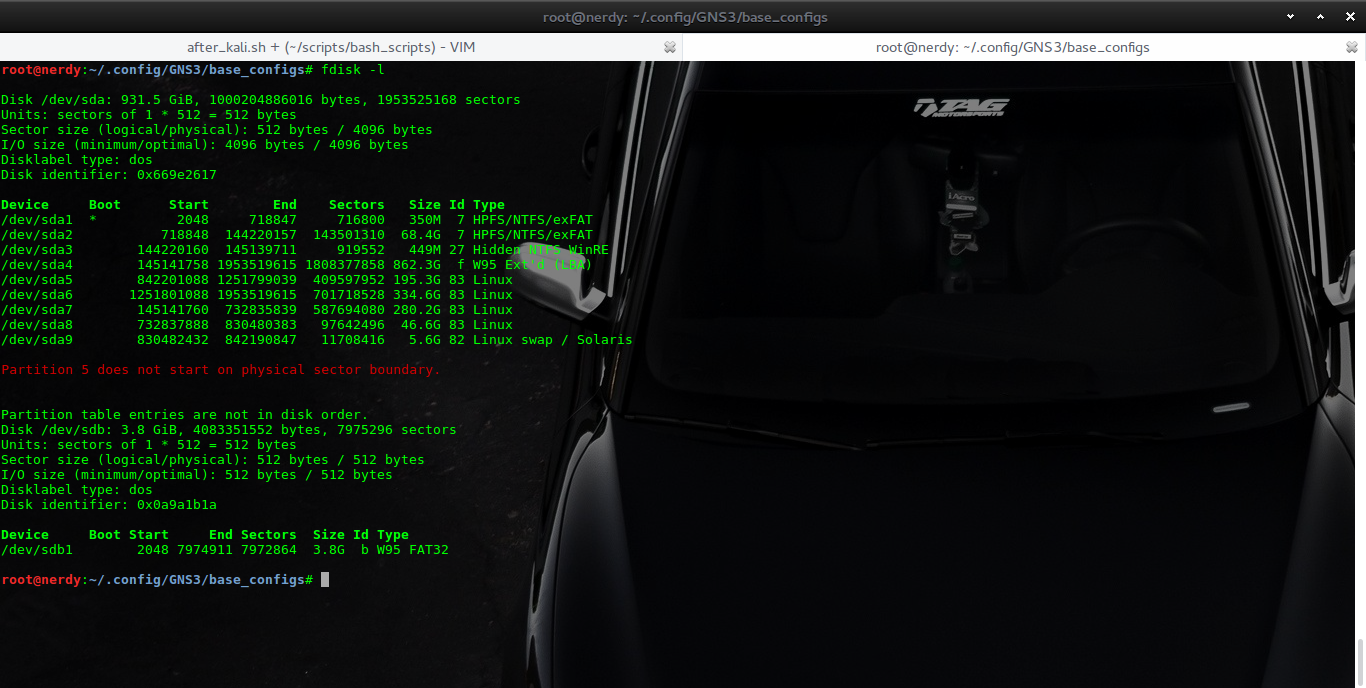 root@nerdy: ~/.config/GNS3/base_configs
after_kali.sh + (~/scripts/bash_scripts) - VIM
root@nerdy: ~/.config/GNS3/base_configs
root@nerdy:~/.config/GNS3/base_configs# fdisk -l
TAG
MOTORSPORTS
Disk /dev/sda: 931.5 GiB, 1000204886016 bytes, 1953525168 sectors
Units: sectors of 1 * 512 = 512 bytes
Sector size (logical/physical): 512 bytes / 4096 bytes
I/O size (minimum/optimal): 4096 bytes / 4096 bytes
Disklabel type: dos
Disk identifier: 0x669e2617
Device     Boot      Start        End    Sectors   Size Id Type
/dev/sda1  *          2048     718847     716800   350M  7 HPFS/NTFS/exFAT
/dev/sda2           718848  144220157  143501310  68.4G  7 HPFS/NTFS/exFAT
/dev/sda3        144220160  145139711     919552   449M 27 Hidden NTFS WinRE
/dev/sda4        145141758 1953519615 1808377858 862.3G  f W95 Ext'd (LBA)
/dev/sda5        842201088 1251799039  409597952 195.3G 83 Linux
/dev/sda6       1251801088 1953519615  701718528 334.6G 83 Linux
/dev/sda7        145141760  732835839  587694080 280.2G 83 Linux
/dev/sda8        732837888  830480383   97642496  46.6G 83 Linux
/dev/sda9        830482432  842190847   11708416   5.6G 82 Linux swap / Solaris
Partition 5 does not start on physical sector boundary.
Partition table entries are not in disk order.
Disk /dev/sdb: 3.8 GiB, 4083351552 bytes, 7975296 sectors
Units: sectors of 1 * 512 = 512 bytes
Sector size (logical/physical): 512 bytes / 512 bytes
I/O size (minimum/optimal): 512 bytes / 512 bytes
Disklabel type: dos
Disk identifier: 0x0a9a1b1a
Device     Boot Start     End Sectors  Size Id Type
/dev/sdb1        2048 7974911 7972864  3.8G  b W95 FAT32
root@nerdy:~/.config/GNS3/base_configs#